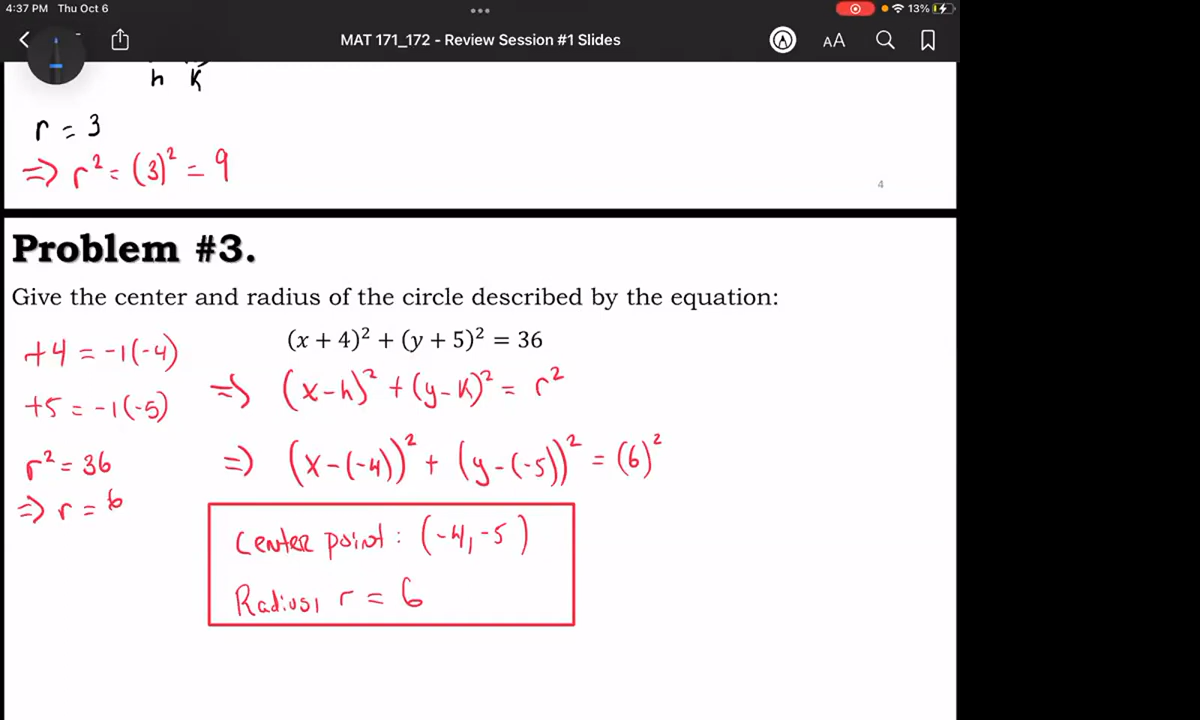 4:37 PM Thu Oct 6
13%
MAT 171_172 - Review Session #1 Slides
AA
h k
r = 3
⇒ r² = (3)² = 9
4
Problem #3.
Give the center and radius of the circle described by the equation:
(x + 4)² + (y + 5)² = 36
+4 = -1(-4)
⇒ (x-h)² + (y-k)² = r²
+5 = -1(-5)
r² = 36
⇒ (x-(-4))² + (y-(-5))² = (6)²
⇒ r = 6
Center point: (-4,-5)
Radius, r = 6